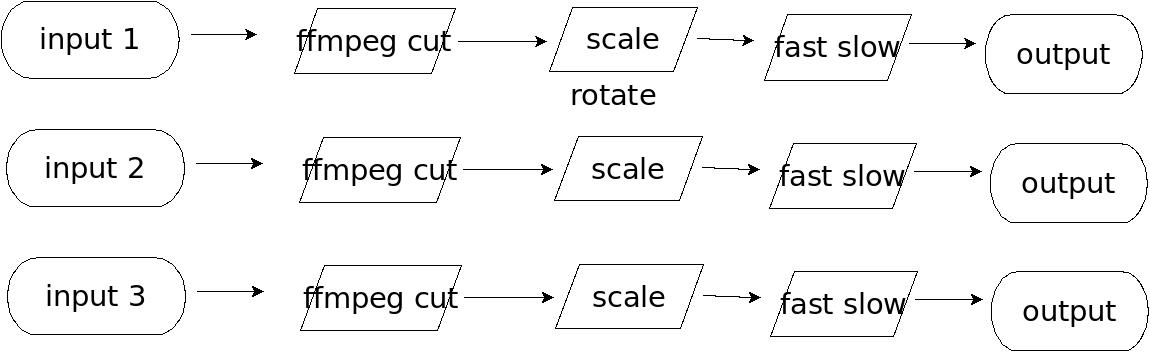 input 1 ffmpeg cut scale fast slow output
rotate
input 2 ffmpeg cut scale fast slow output
input 3 ffmpeg cut scale fast slow output